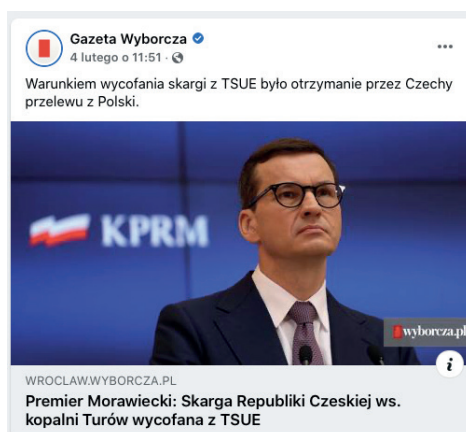 Gazeta Wyborcza
4 lutego o 11:51 ·
Warunkiem wycofania skargi z TSUE było otrzymanie przez Czechy
przelewu z Polski.
KPRM
wyborcza.pl
i
WROCLAW.WYBORCZA.PL
Premier Morawiecki: Skarga Republiki Czeskiej ws.
kopalni Turów wycofana z TSUE